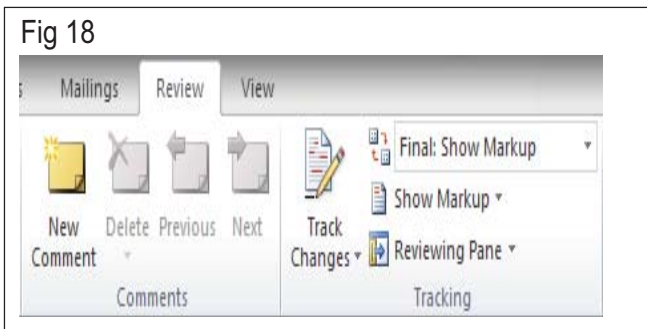 Fig 18
s Mailings Review View
New Comment
Delete
Previous
Next
Comments
Track Changes
Final: Show Markup
Show Markup
Reviewing Pane
Tracking